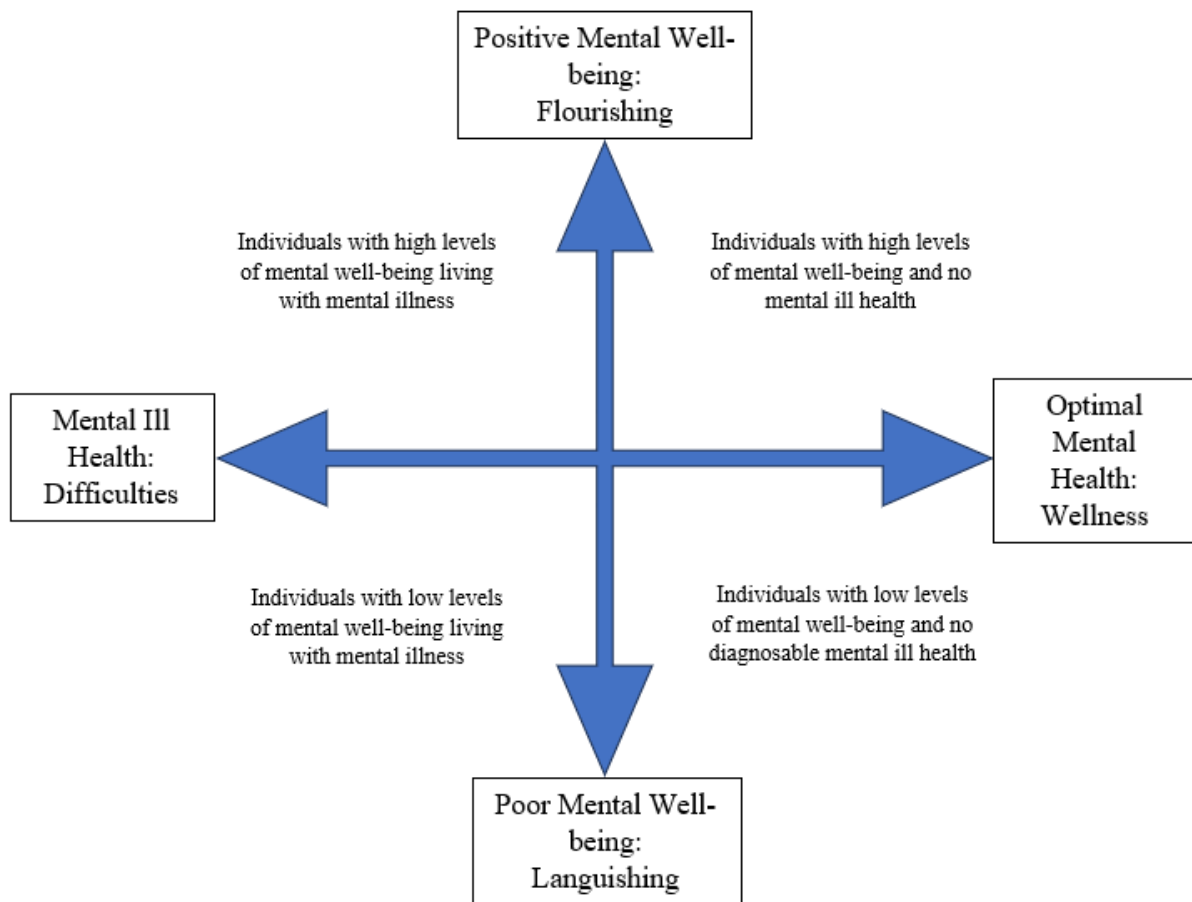 Positive Mental Well-
being:
Flourishing
Individuals with high levels
of mental well-being living
with mental illness
Individuals with high levels
of mental well-being and no
mental ill health
Mental Ill
Health:
Difficulties
Optimal
Mental
Health:
Wellness
Individuals with low levels
of mental well-being living
with mental illness
Individuals with low levels
of mental well-being and no
diagnosable mental ill health
Poor Mental Well-
being:
Languishing